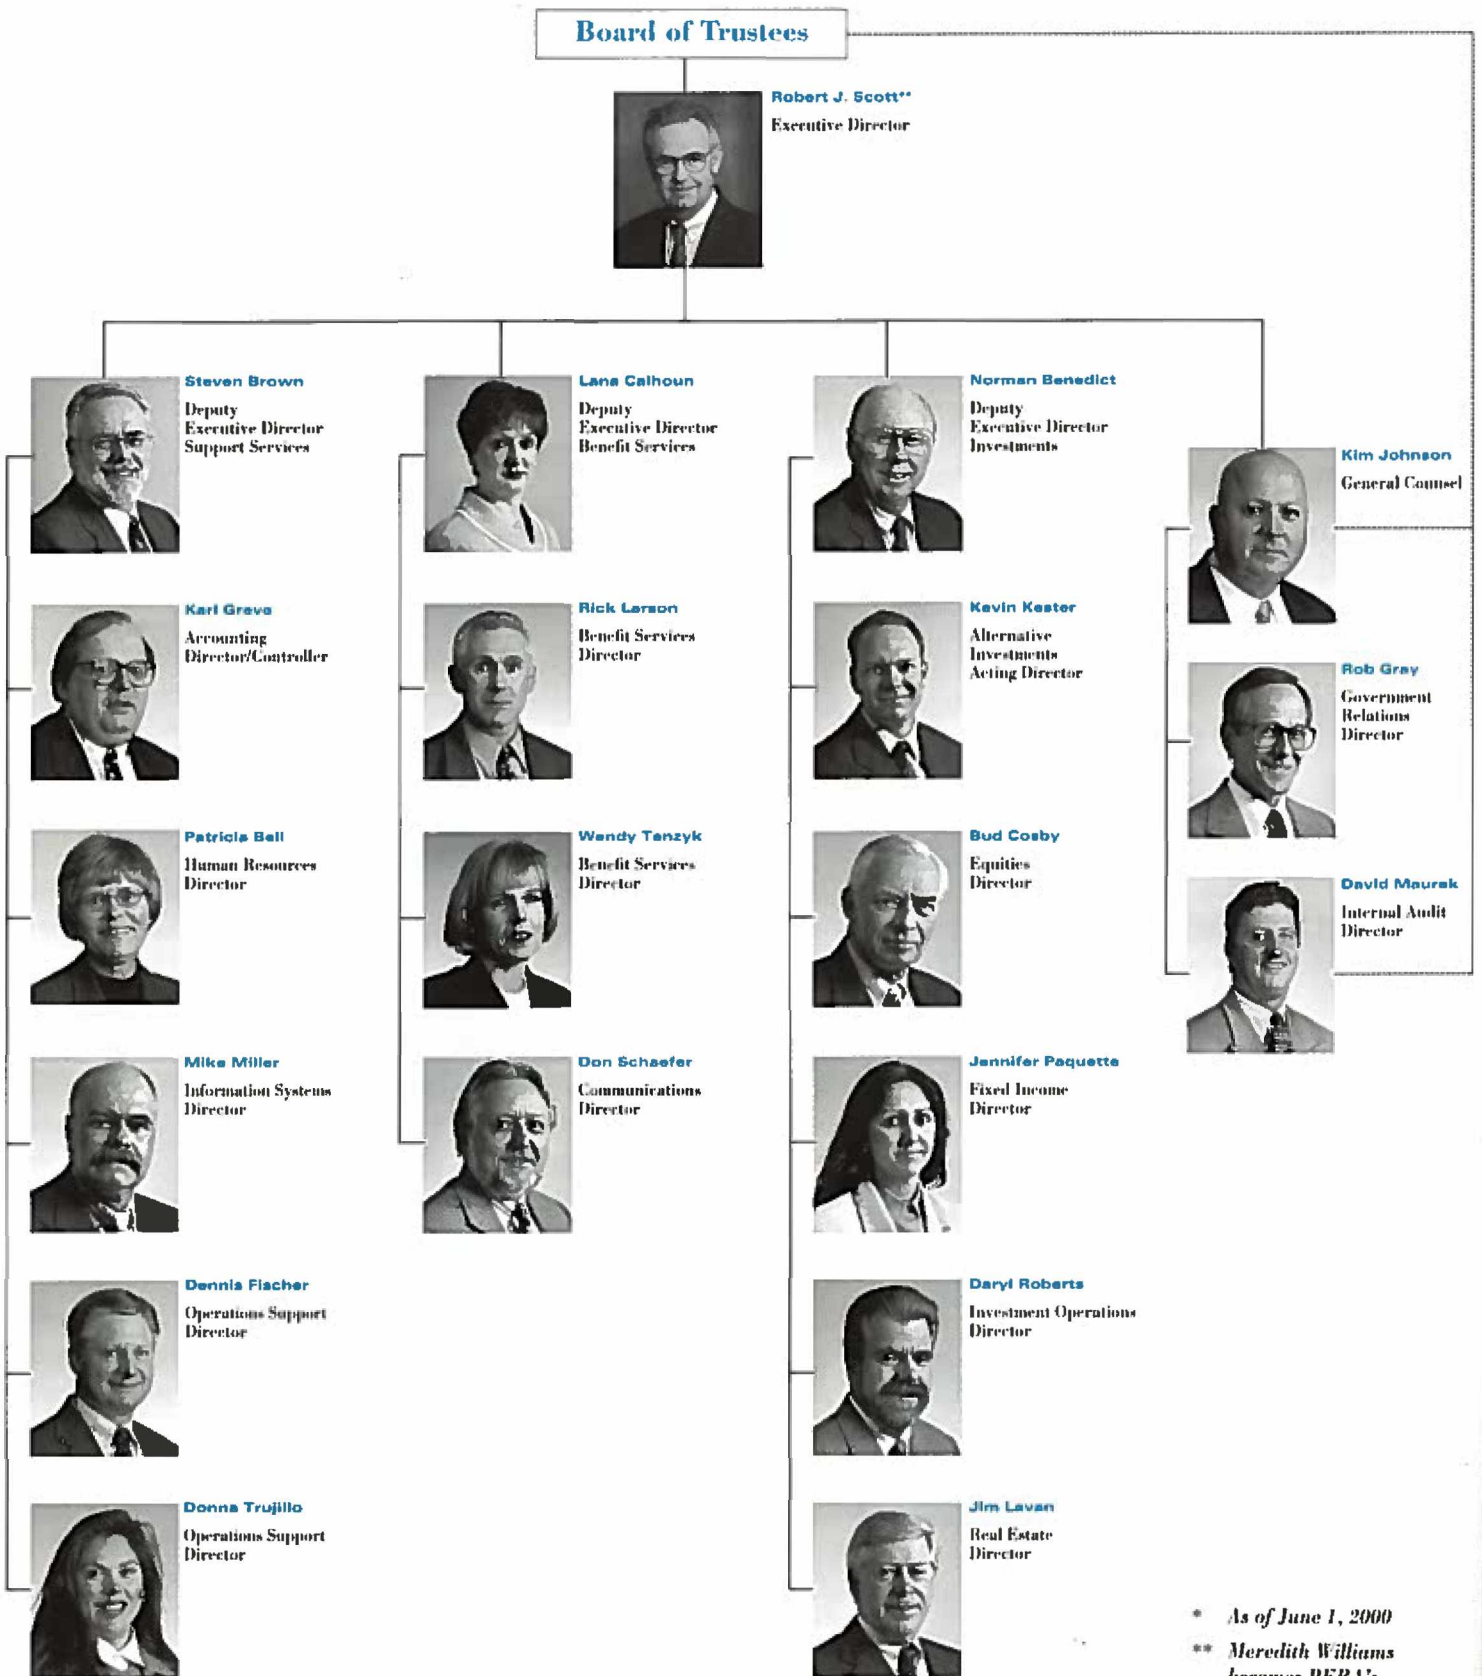 Board of Trustees
Robert J. Scott**
Executive Director
Steven Brown
Deputy
Executive Director
Support Services
Karl Greve
Accounting
Director/Controller
Patricia Bell
Human Resources
Director
Mike Miller
Information Systems
Director
Dennis Fischer
Operations Support
Director
Donna Trujillo
Operations Support
Director
Lana Calhoun
Deputy
Executive Director
Benefit Services
Rick Larson
Benefit Services
Director
Wendy Tenzyk
Benefit Services
Director
Don Schaefer
Communications
Director
Norman Benedict
Deputy
Executive Director
Investments
Kevin Kester
Alternative
Investments
Acting Director
Bud Cosby
Equities
Director
Jennifer Paquette
Fixed Income
Director
Daryl Roberts
Investment Operations
Director
Jim Lavan
Real Estate
Director
Kim Johnson
General Counsel
Rob Gray
Government
Relations
Director
David Maurek
Internal Audit
Director
* As of June 1, 2000
** Meredith Williams
becomes PERA's